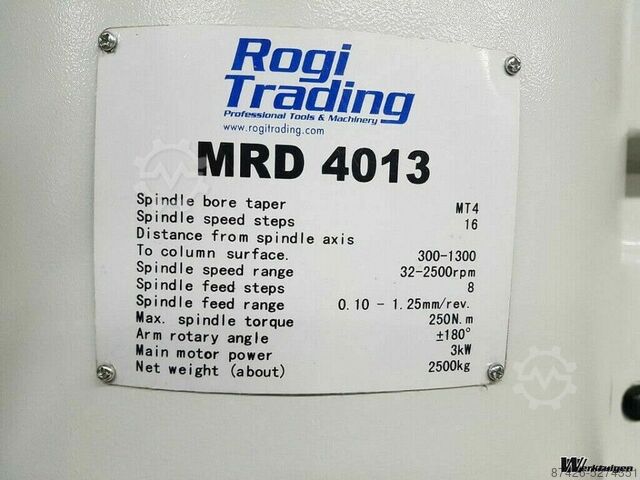 Rogi
Trading
Professional Tools & Machinery
www.rogitrading.com
MRD 4013
Spindle bore taper MT4
Spindle speed steps 16
Distance from spindle axis
To column surface. 300-1300
Spindle speed range 32-2500rpm
Spindle feed steps 8
Spindle feed range 0.10 - 1.25mm/rev.
Max. spindle torque 250N.m
Arm rotary angle ±180°
Main motor power 3kW
Net weight (about) 2500kg
Werktuigen